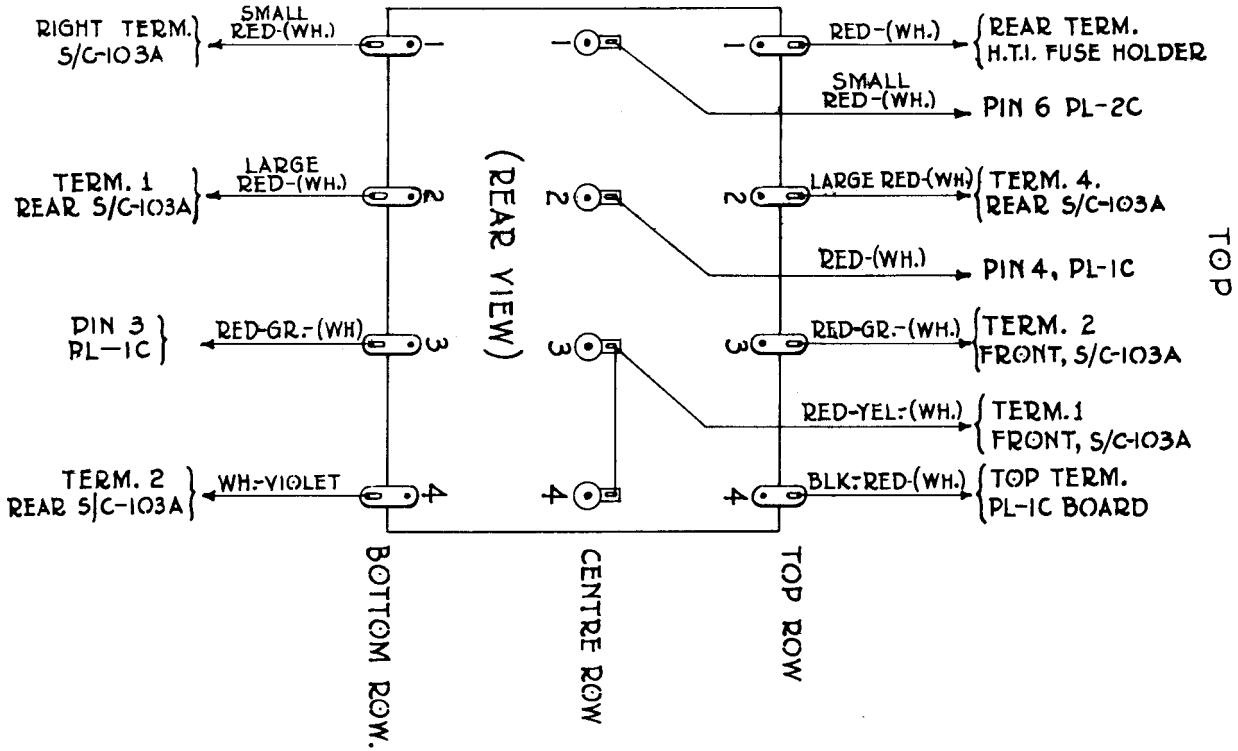 RIGHT TERM.
S/C-103A
SMALL
RED-(WH.)
1
1
1
RED-(WH.)
REAR TERM.
H.T.I. FUSE HOLDER
SMALL
RED-(WH.)
PIN 6 PL-2C
TERM. 1
REAR S/C-103A
LARGE
RED-(WH.)
2
2
2
LARGE RED-(WH)
TERM. 4.
REAR S/C-103A
RED-(WH.)
PIN 4, PL-1C
PIN 3
PL-1C
RED-GR.-(WH)
3
3
3
RED-GR.-(WH.)
TERM. 2
FRONT, S/C-103A
RED-YEL-(WH.)
TERM. 1
FRONT, S/C-103A
TERM. 2
REAR S/C-103A
WH.-VIOLET
4
4
4
BLK.-RED-(WH.)
TOP TERM.
PL-1C BOARD
(REAR VIEW)
TOP
BOTTOM ROW.
CENTRE ROW
TOP ROW